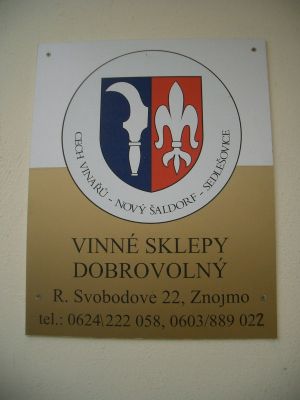 CECH VINAŘŮ - NOVÝ ŠALDORF - SEDLEŠOVICE
VINNÉ SKLEPY
DOBROVOLNÝ
R. Svobodove 22, Znojmo
tel.: 0624\222 058, 0603/889 022